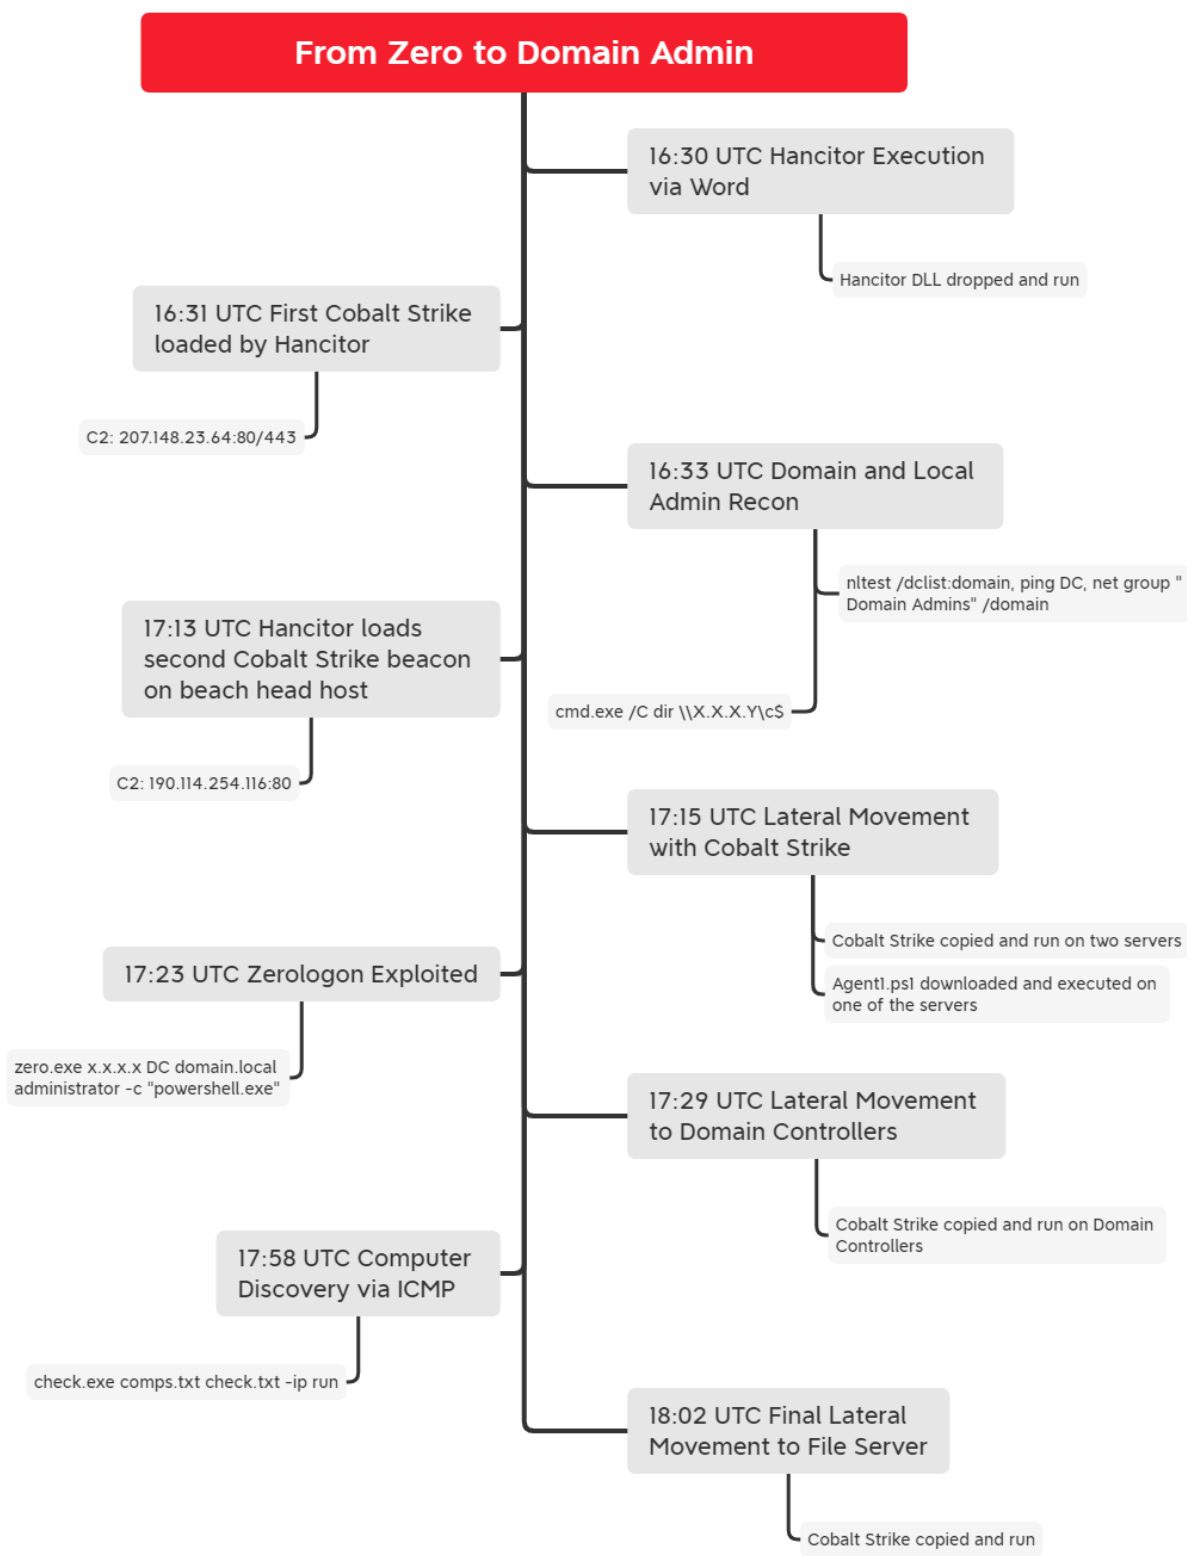 From Zero to Domain Admin
16:30 UTC Hancitor Execution
via Word
Hancitor DLL dropped and run
16:31 UTC First Cobalt Strike
loaded by Hancitor
C2: 207.148.23.64:80/443
16:33 UTC Domain and Local
Admin Recon
nltest /dclist:domain, ping DC, net group "
Domain Admins" /domain
cmd.exe /C dir \\X.X.X.Y\c$
17:13 UTC Hancitor loads
second Cobalt Strike beacon
on beach head host
C2: 190.114.254.116:80
17:15 UTC Lateral Movement
with Cobalt Strike
Cobalt Strike copied and run on two servers
Agent1.ps1 downloaded and executed on
one of the servers
17:23 UTC Zerologon Exploited
zero.exe x.x.x.x DC domain.local
administrator -c "powershell.exe"
17:29 UTC Lateral Movement
to Domain Controllers
Cobalt Strike copied and run on Domain
Controllers
17:58 UTC Computer
Discovery via ICMP
check.exe comps.txt check.txt -ip run
18:02 UTC Final Lateral
Movement to File Server
Cobalt Strike copied and run